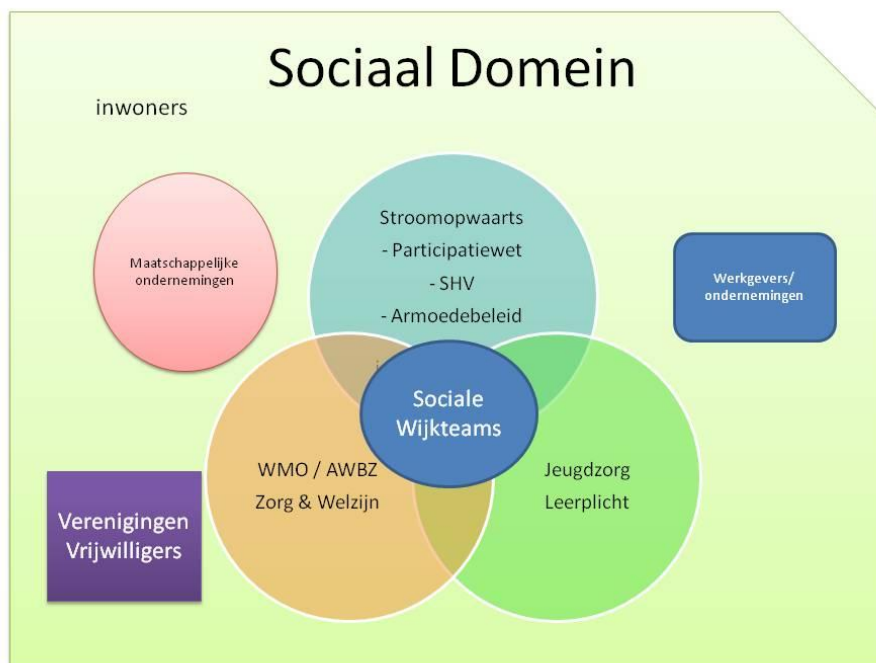 Sociaal Domein
inwoners
Maatschappelijke
ondernemingen
Stroomopwaarts
- Participatiewet
- SHV
- Armoedebeleid
Werkgevers/
ondernemingen
Sociale
Wijkteams
WMO / AWBZ
Zorg & Welzijn
Jeugdzorg
Leerplicht
Verenigingen
Vrijwilligers